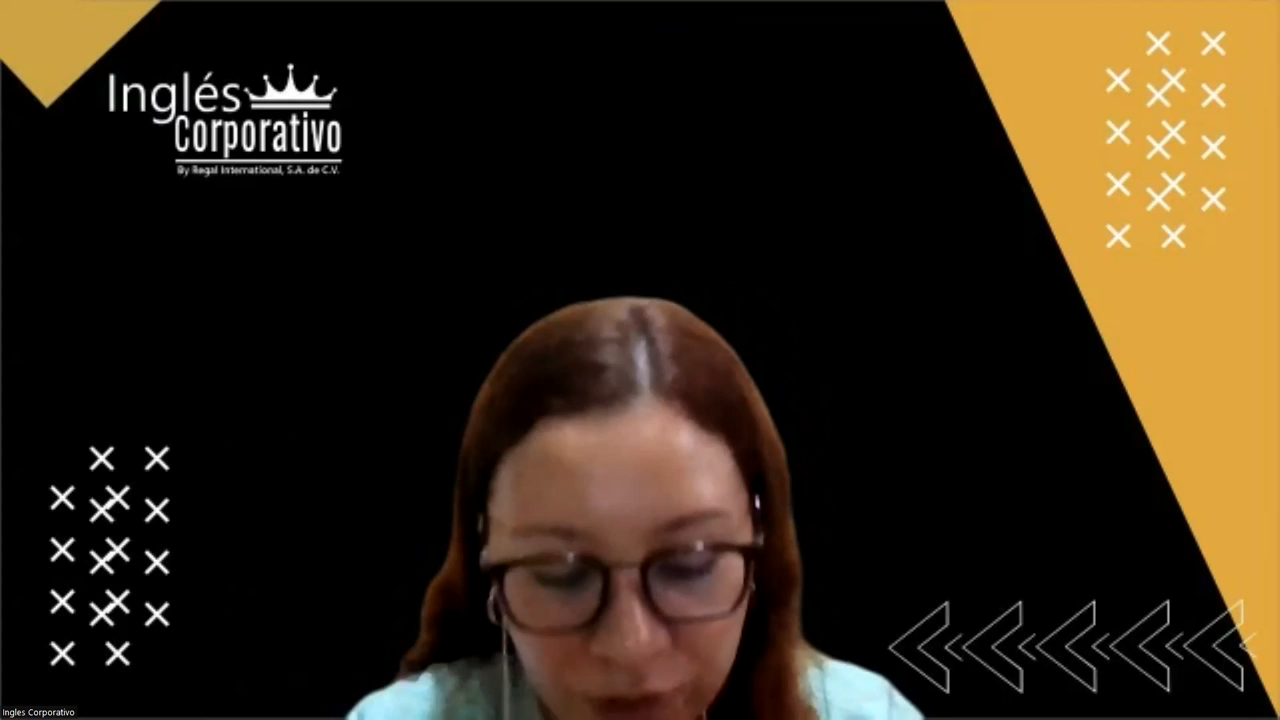 Inglés
Corporativo
By Regal International, S.A. de C.V.
Ingles Corporativo